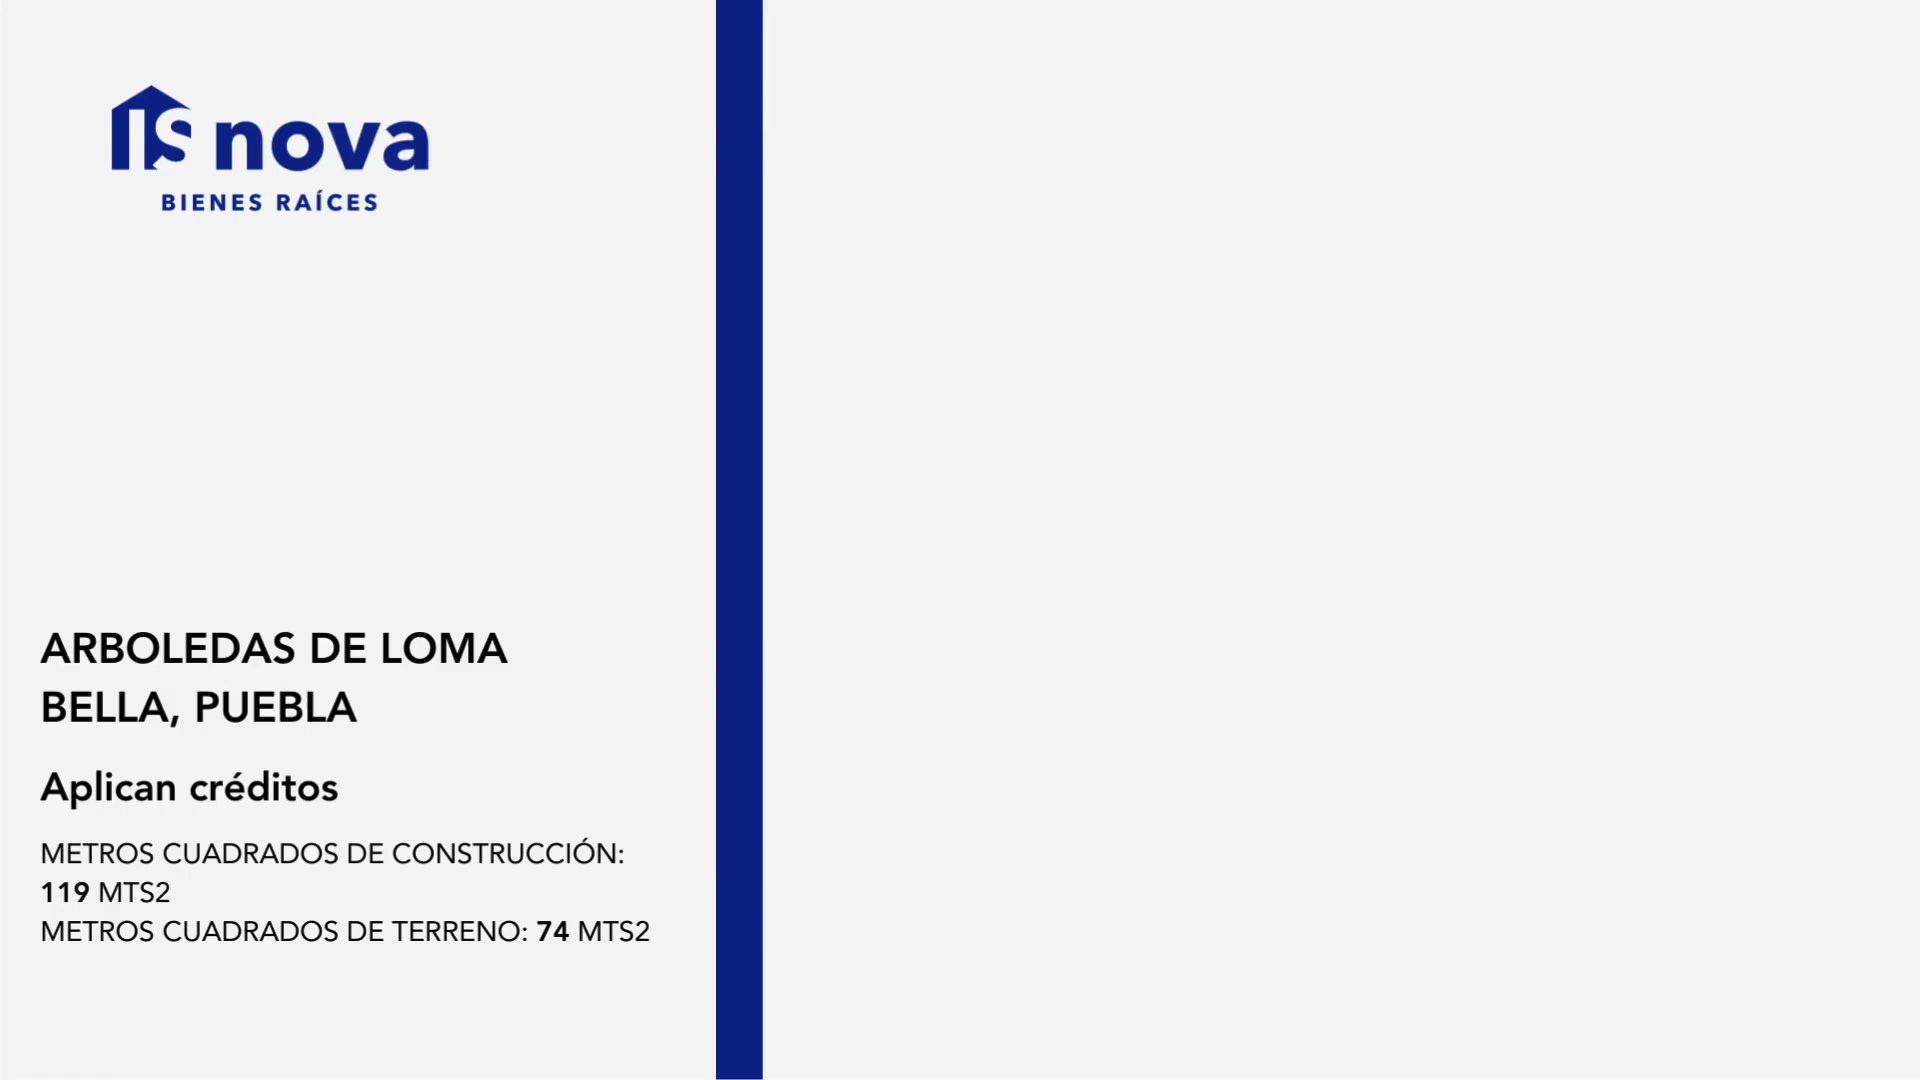 IS nova
BIENES RAÍCES
ARBOLEDAS DE LOMA
BELLA, PUEBLA
Aplican créditos
METROS CUADRADOS DE CONSTRUCCIÓN:
119 MTS2
METROS CUADRADOS DE TERRENO: 74 MTS2